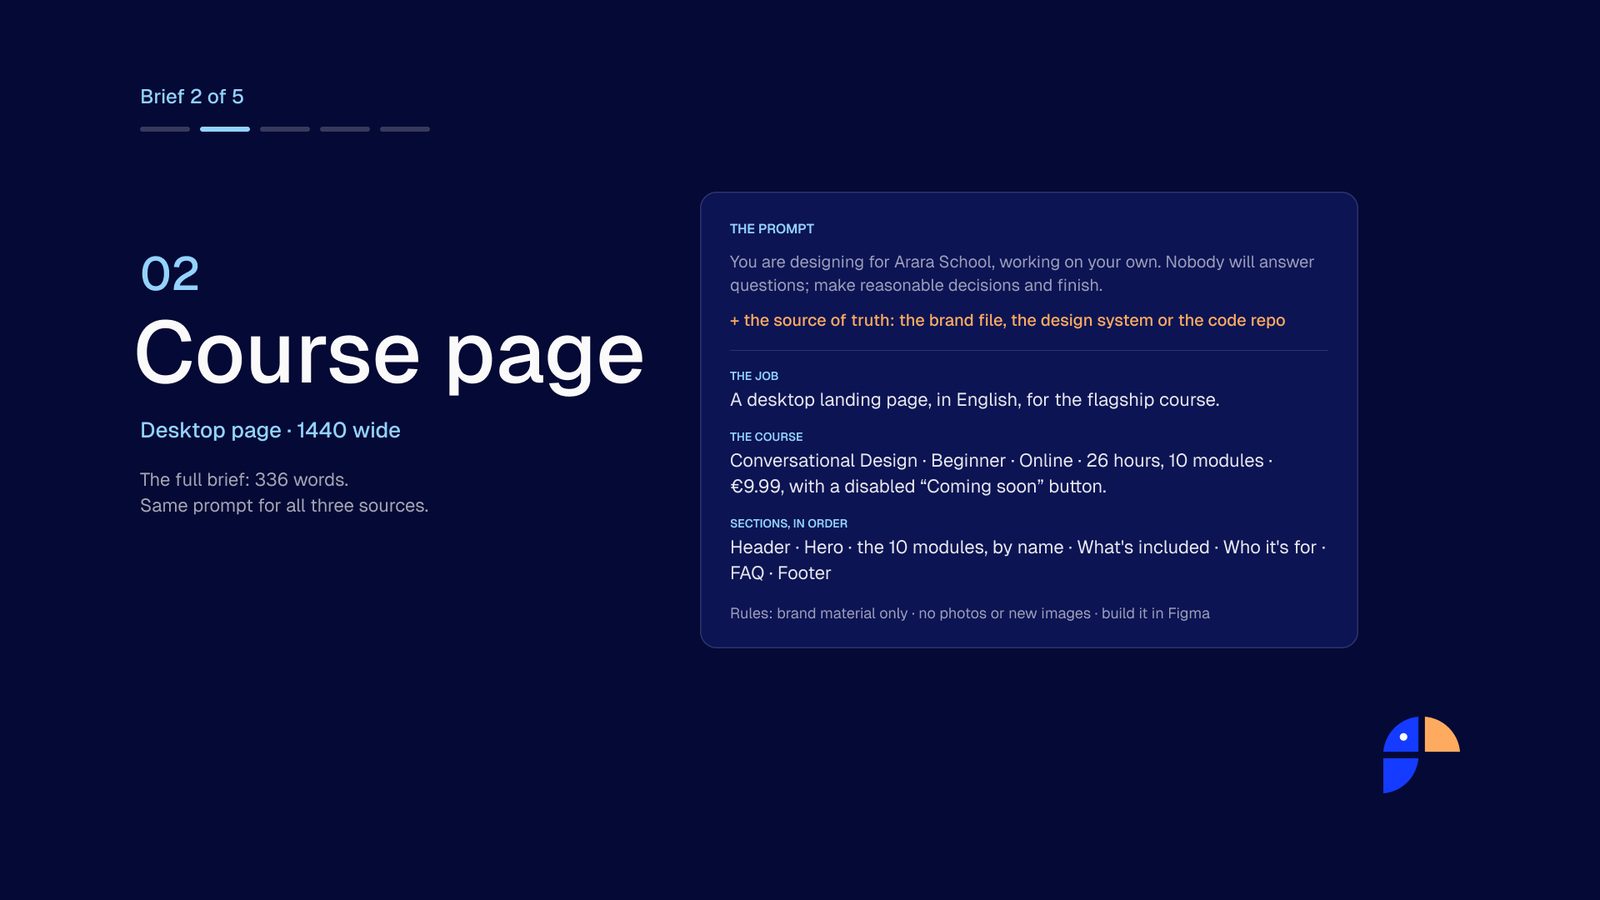 Brief 2 of 5
02
Course page
Desktop page · 1440 wide
The full brief: 336 words.
Same prompt for all three sources.
THE PROMPT
You are designing for Arara School, working on your own. Nobody will answer
questions; make reasonable decisions and finish.
+ the source of truth: the brand file, the design system or the code repo
THE JOB
A desktop landing page, in English, for the flagship course.
THE COURSE
Conversational Design · Beginner · Online · 26 hours, 10 modules ·
€9.99, with a disabled “Coming soon” button.
SECTIONS, IN ORDER
Header · Hero · the 10 modules, by name · What's included · Who it's for ·
FAQ · Footer
Rules: brand material only · no photos or new images · build it in Figma